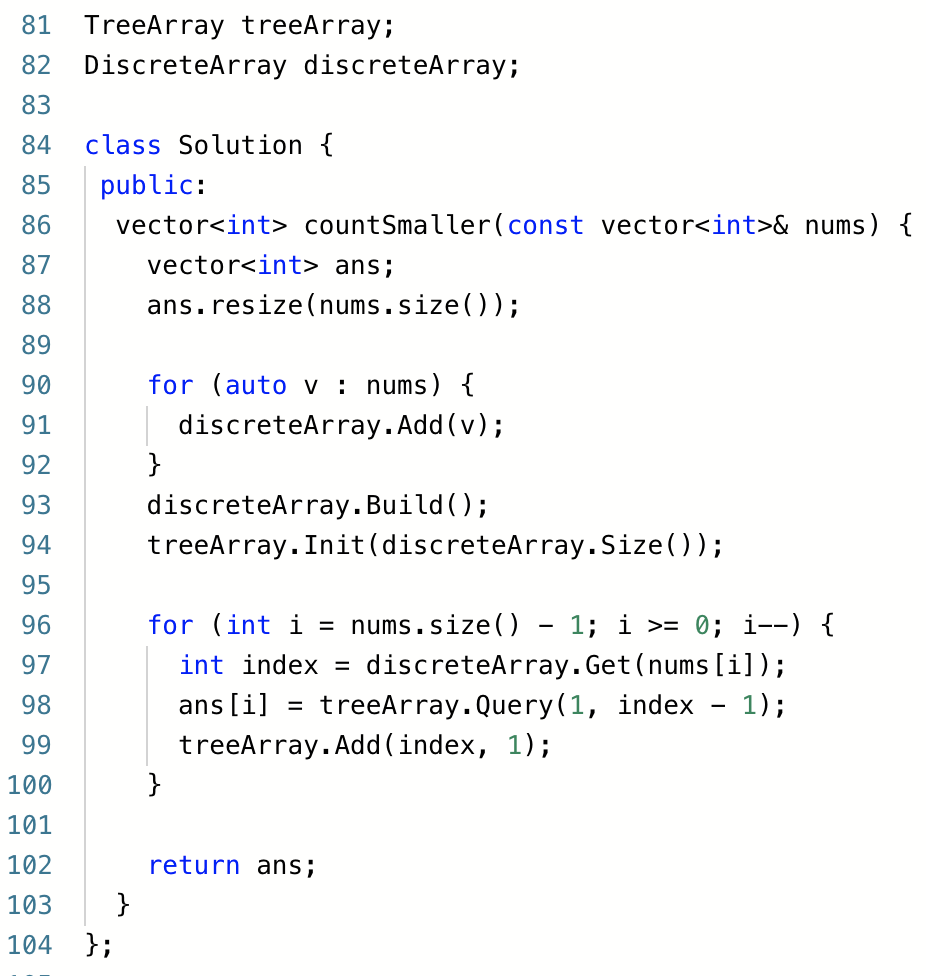 81 TreeArray treeArray;
82 DiscreteArray discreteArray;
83
84 class Solution {
85 public:
86 vector<int> countSmaller(const vector<int>& nums) {
87 vector<int> ans;
88 ans.resize(nums.size());
89
90 for (auto v : nums) {
91 discreteArray.Add(v);
92 }
93 discreteArray.Build();
94 treeArray.Init(discreteArray.Size());
95
96 for (int i = nums.size() - 1; i >= 0; i--) {
97 int index = discreteArray.Get(nums[i]);
98 ans[i] = treeArray.Query(1, index - 1);
99 treeArray.Add(index, 1);
100 }
101
102 return ans;
103 }
104 };